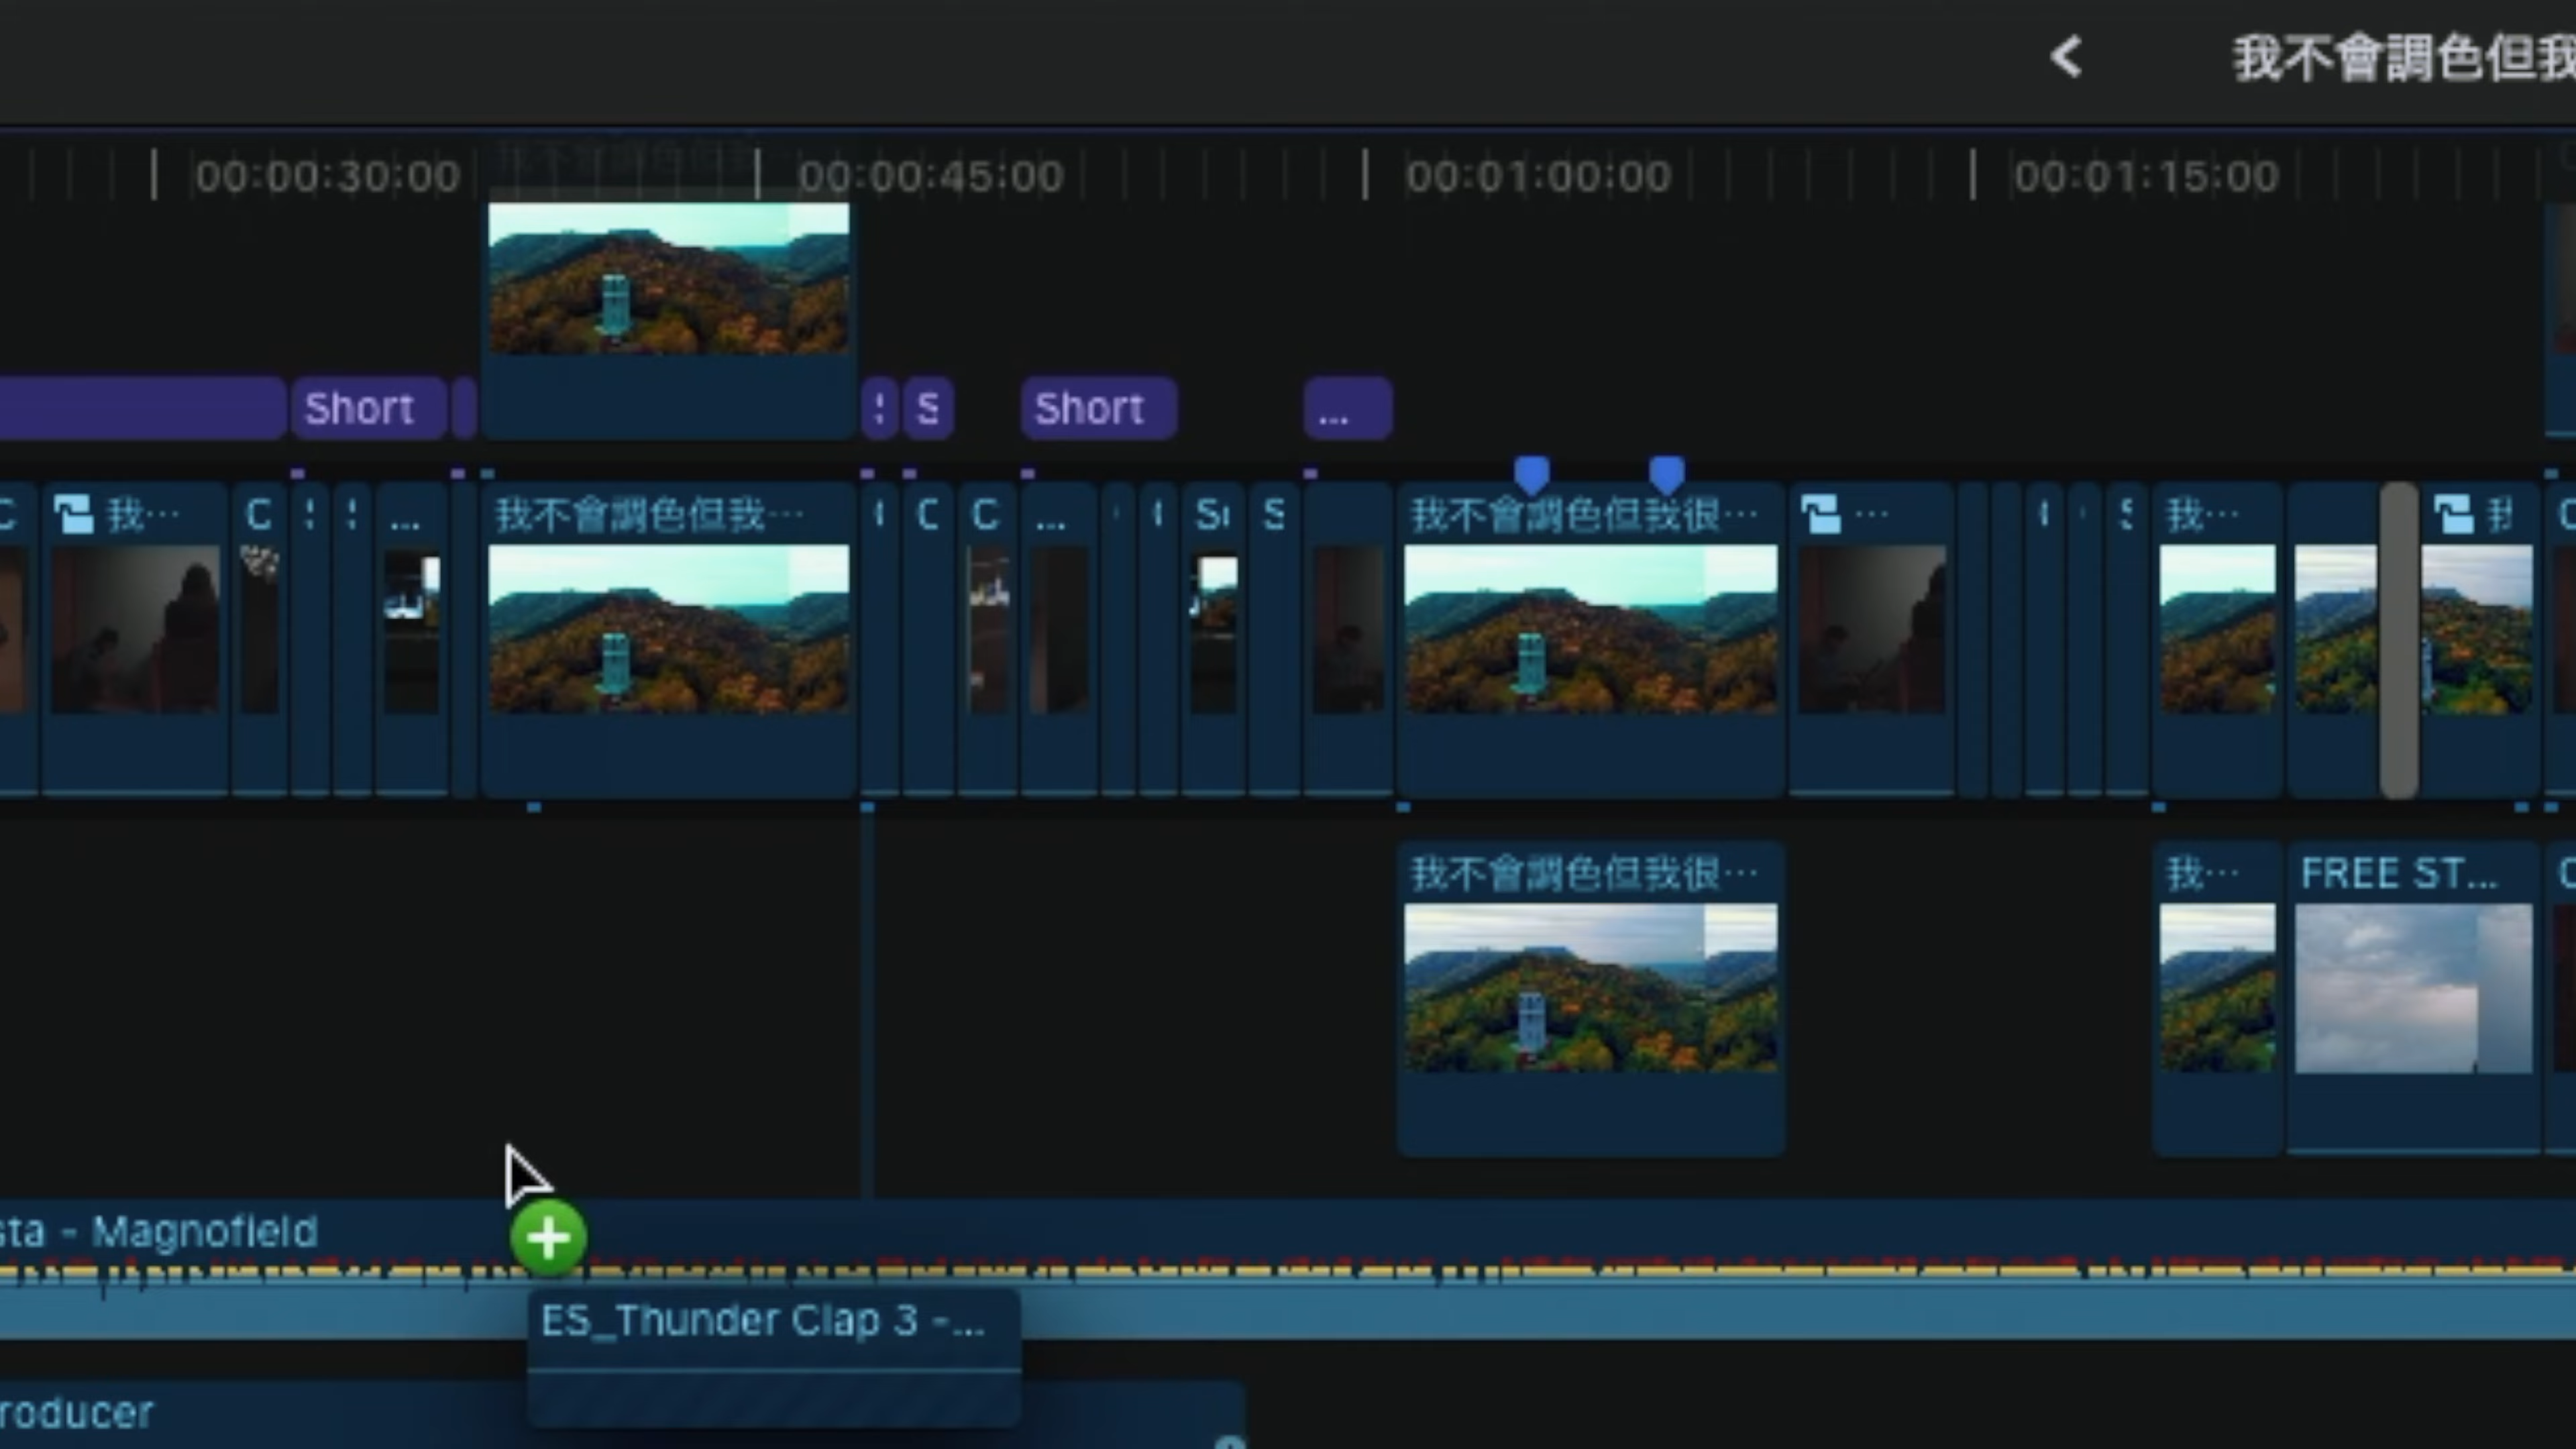 我不會調色但我
00:00:30:00 00:00:45:00 00:01:00:00 00:01:15:00
Short S Short ...
C 我… C ... 我不會調色但我… C C ... S 我不會調色但我很… … S 我…
我不會調色但我很… 我… FREE ST...
sta - Magnofield
ES_Thunder Clap 3 -...
roducer